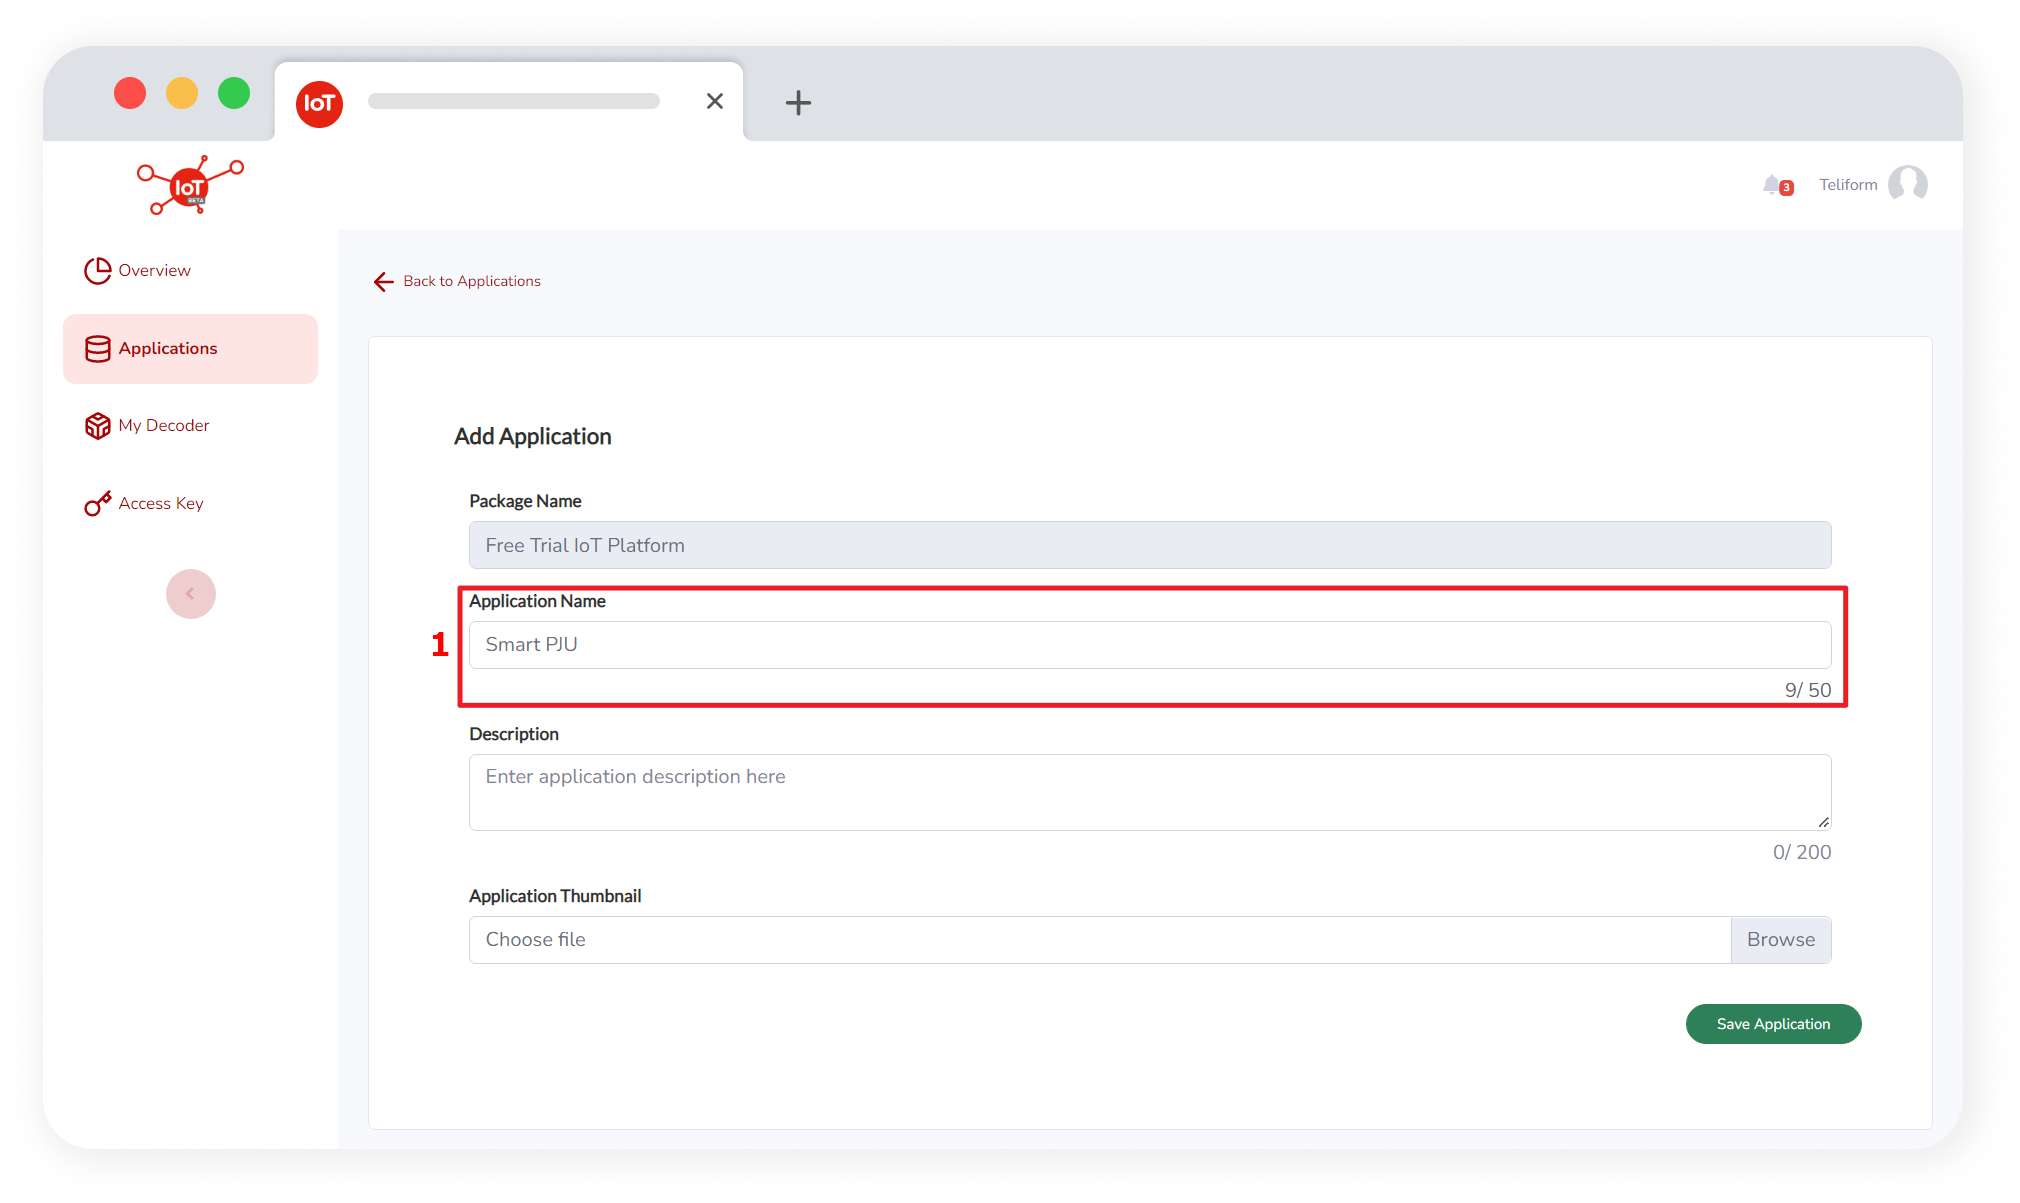 IoT
IoT
BETA
3
Teliform
Overview
Applications
My Decoder
Access Key
Back to Applications
Add Application
Package Name
Free Trial IoT Platform
Application Name
1
Smart PJU
9/ 50
Description
Enter application description here
0/ 200
Application Thumbnail
Choose file
Browse
Save Application